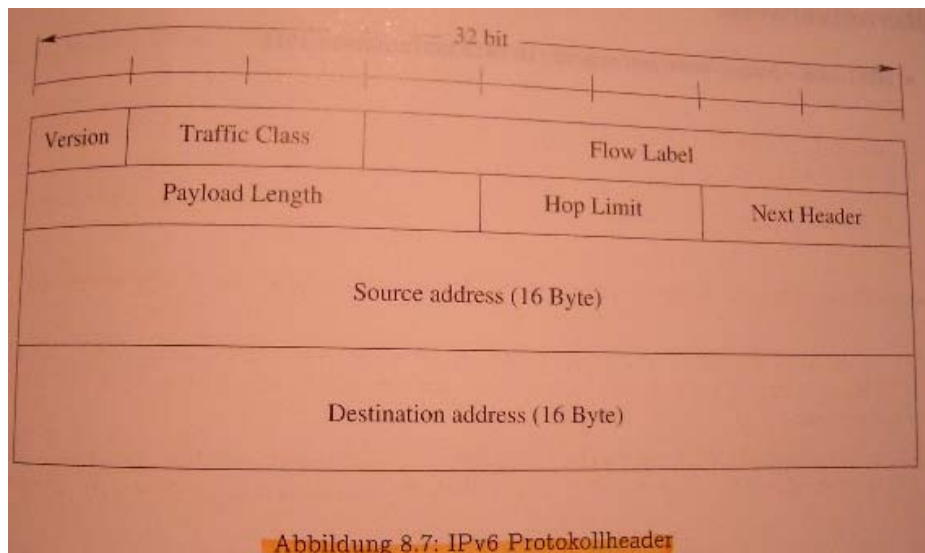 32 bit
Version Traffic Class Flow Label
Payload Length Hop Limit Next Header
Source address (16 Byte)
Destination address (16 Byte)
Abbildung 8.7: IPv6 Protokollheader